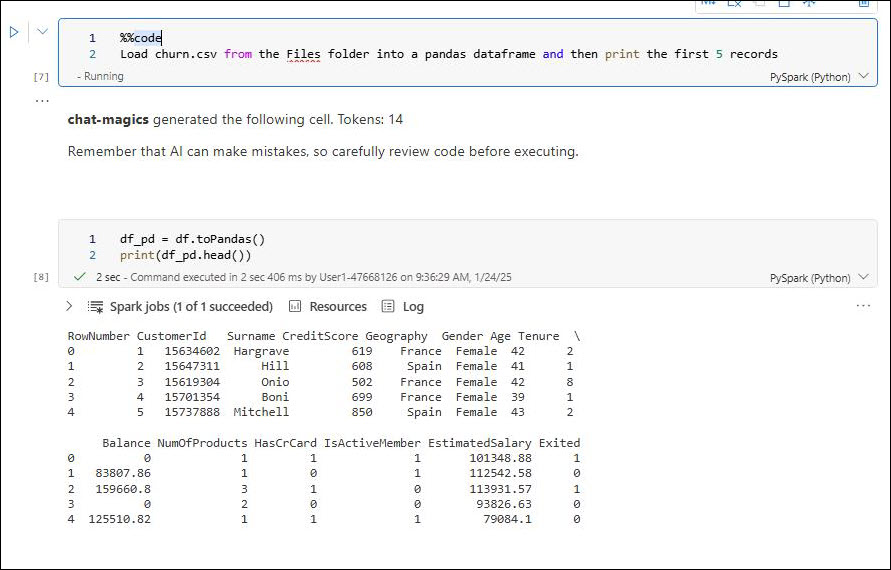 1 %%code
2 Load churn.csv from the Files folder into a pandas dataframe and then print the first 5 records
[7] - Running PySpark (Python)
...
chat-magics generated the following cell. Tokens: 14
Remember that AI can make mistakes, so carefully review code before executing.
1 df_pd = df.toPandas()
2 print(df_pd.head())
[8] 2 sec - Command executed in 2 sec 406 ms by User1-47668126 on 9:36:29 AM, 1/24/25 PySpark (Python)
Spark jobs (1 of 1 succeeded) Resources Log ...
RowNumber CustomerId Surname CreditScore Geography Gender Age Tenure \
0 1 15634602 Hargrave 619 France Female 42 2
1 2 15647311 Hill 608 Spain Female 41 1
2 3 15619304 Onio 502 France Female 42 8
3 4 15701354 Boni 699 France Female 39 1
4 5 15737888 Mitchell 850 Spain Female 43 2
Balance NumOfProducts HasCrCard IsActiveMember EstimatedSalary Exited
0 0 1 1 1 101348.88 1
1 83807.86 1 0 1 112542.58 0
2 159660.8 3 1 0 113931.57 1
3 0 2 0 0 93826.63 0
4 125510.82 1 1 1 79084.1 0